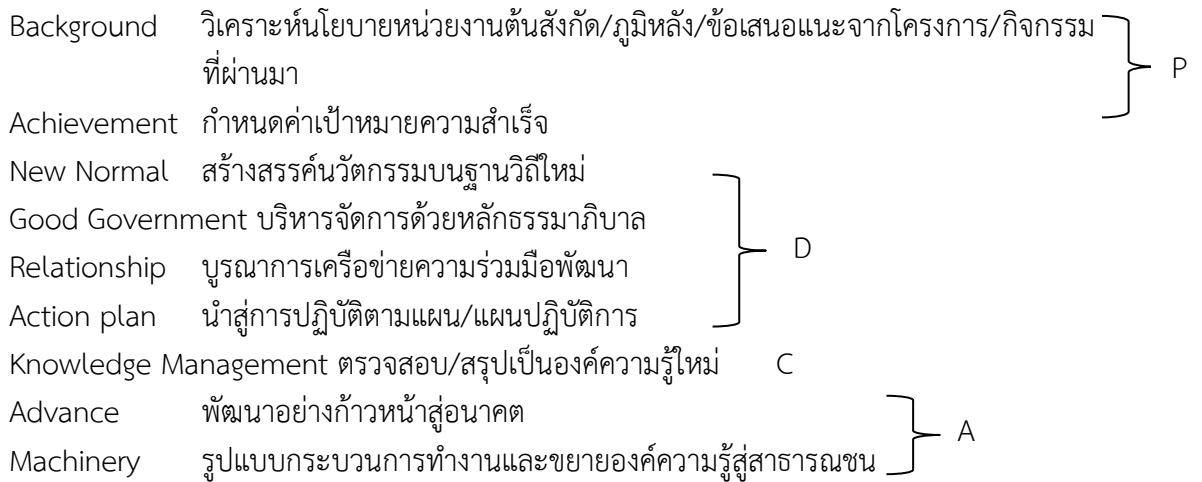 Background วิเคราะห์นโยบายหน่วยงานต้นสังกัด/ภูมิหลัง/ข้อเสนอแนะจากโครงการ/กิจกรรม
ที่ผ่านมา
P
Achievement กำหนดค่าเป้าหมายความสำเร็จ
New Normal สร้างสรรค์นวัตกรรมบนฐานวิถีใหม่
Good Government บริหารจัดการด้วยหลักธรรมาภิบาล
D
Relationship บูรณาการเครือข่ายความร่วมมือพัฒนา
Action plan นำสู่การปฏิบัติตามแผน/แผนปฏิบัติการ
Knowledge Management ตรวจสอบ/สรุปเป็นองค์ความรู้ใหม่ C
Advance พัฒนาอย่างก้าวหน้าสู่อนาคต
A
Machinery รูปแบบกระบวนการทำงานและขยายองค์ความรู้สู่สาธารณชน